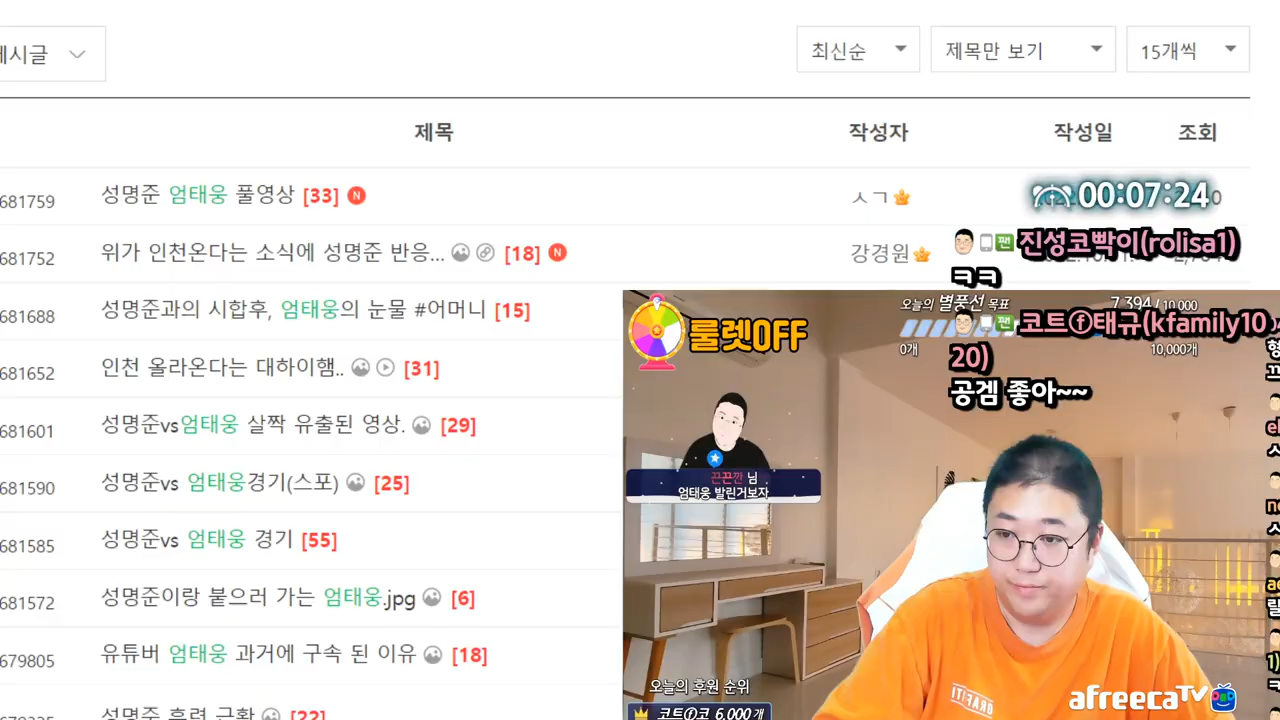 게시글
최신순
제목만 보기
15개씩
제목 작성자 작성일 조회
681759 성명준 엄태웅 풀영상 [33] N ㅅㄱ
00:07:24
681752 위가 인천온다는 소식에 성명준 반응... [18] N 강경원
진성코빡이(rolisa1)
ㅋㅋ
681688 성명준과의 시합후, 엄태웅의 눈물 #어머니 [15]
681652 인천 올라온다는 대하이햄.. [31]
681601 성명준vs엄태웅 살짝 유출된 영상. [29]
681590 성명준vs 엄태웅경기(스포) [25]
681585 성명준vs 엄태웅 경기 [55]
681572 성명준이랑 붙으러 가는 엄태웅.jpg [6]
679805 유튜버 엄태웅 과거에 구속 된 이유 [18]
성명준 훈련 근황 [22]
룰렛OFF
오늘의 별풍선 목표
7,394 / 10,000
0개
10,000개
코트ⓕ태규(kfamily10
20)
공겜 좋아~~
끈끈깐 님
엄태웅 발린거보자
오늘의 후원 순위
코트ⓕ코 6,000개
GRAFITI
afreecaTV